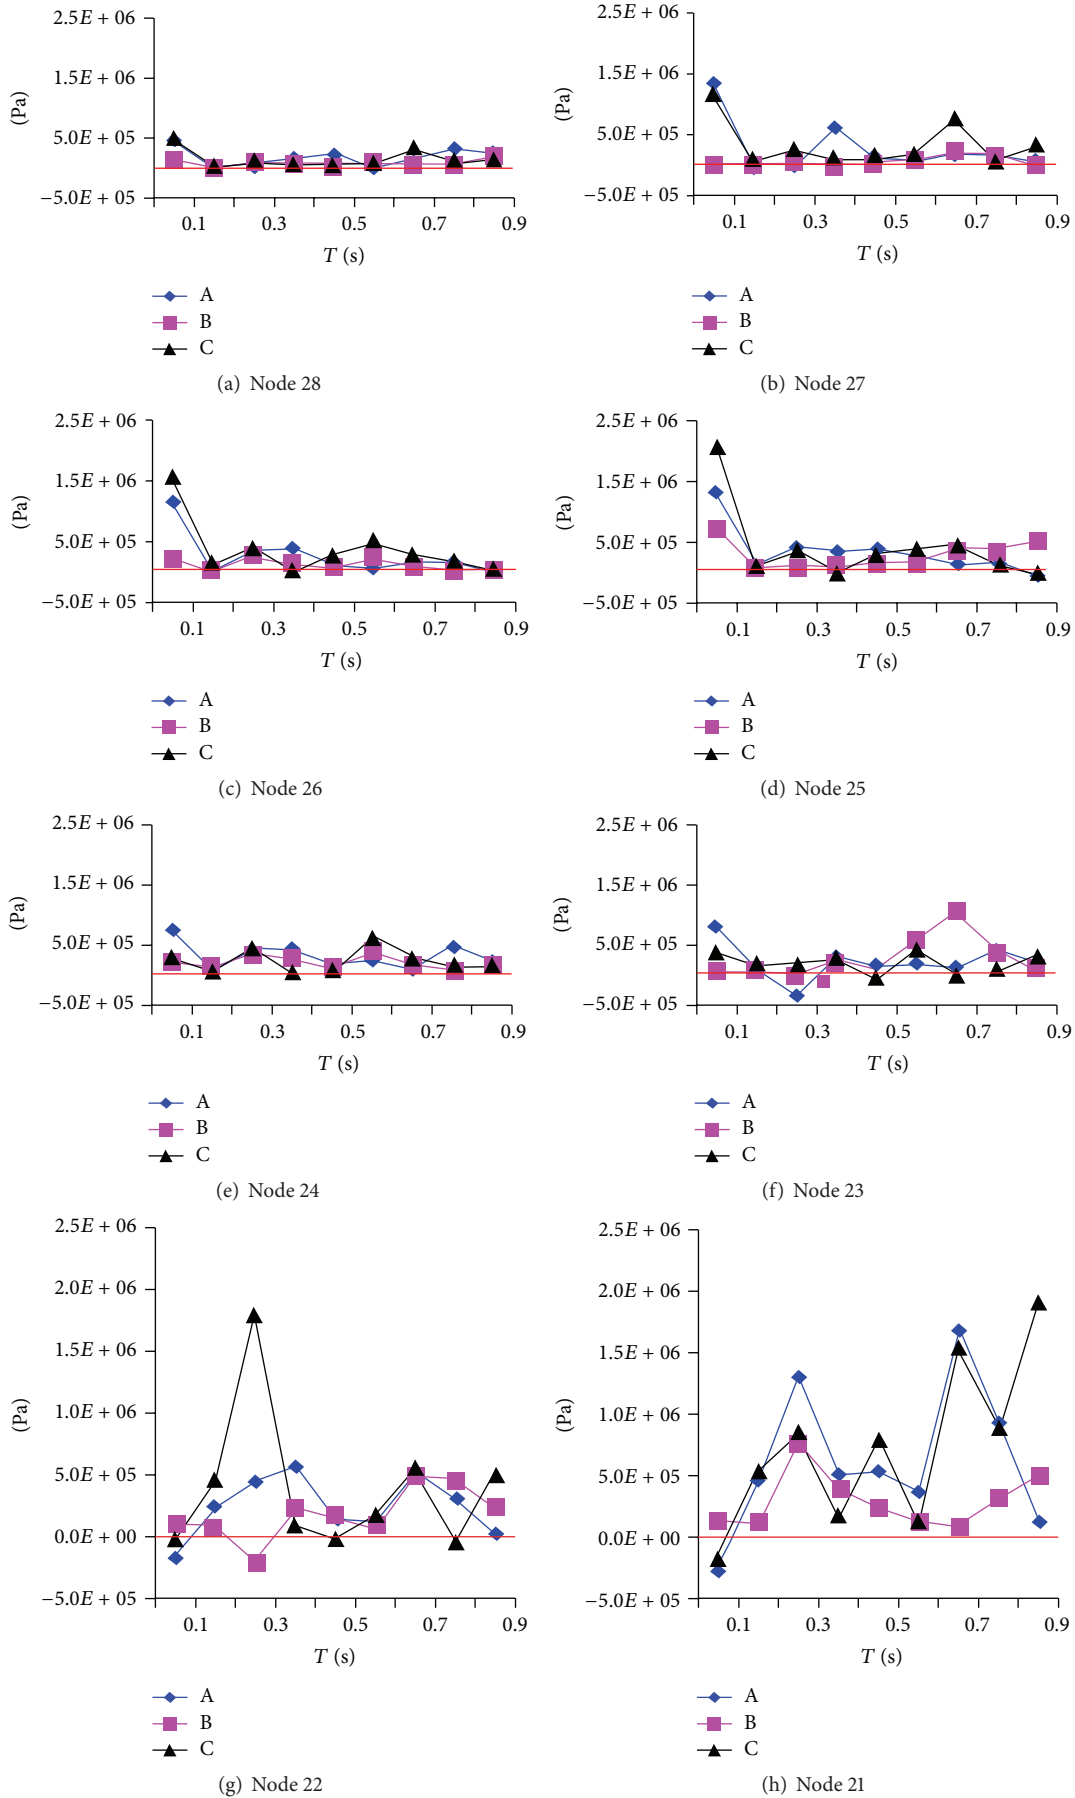 2.5E + 06
1.5E + 06
5.0E + 05
−5.0E + 05
(Pa)
0.1 0.3 0.5 0.7 0.9
T (s)
A
B
C
(a) Node 28
2.5E + 06
1.5E + 06
5.0E + 05
−5.0E + 05
(Pa)
0.1 0.3 0.5 0.7 0.9
T (s)
A
B
C
(b) Node 27
2.5E + 06
1.5E + 06
5.0E + 05
−5.0E + 05
(Pa)
0.1 0.3 0.5 0.7 0.9
T (s)
A
B
C
(c) Node 26
2.5E + 06
1.5E + 06
5.0E + 05
−5.0E + 05
(Pa)
0.1 0.3 0.5 0.7 0.9
T (s)
A
B
C
(d) Node 25
2.5E + 06
1.5E + 06
5.0E + 05
−5.0E + 05
(Pa)
0.1 0.3 0.5 0.7 0.9
T (s)
A
B
C
(e) Node 24
2.5E + 06
1.5E + 06
5.0E + 05
−5.0E + 05
(Pa)
0.1 0.3 0.5 0.7 0.9
T (s)
A
B
C
(f) Node 23
2.5E + 06
2.0E + 06
1.5E + 06
1.0E + 06
5.0E + 05
0.0E + 00
−5.0E + 05
(Pa)
0.1 0.3 0.5 0.7 0.9
T (s)
A
B
C
(g) Node 22
2.5E + 06
2.0E + 06
1.5E + 06
1.0E + 06
5.0E + 05
0.0E + 00
−5.0E + 05
(Pa)
0.1 0.3 0.5 0.7 0.9
T (s)
A
B
C
(h) Node 21